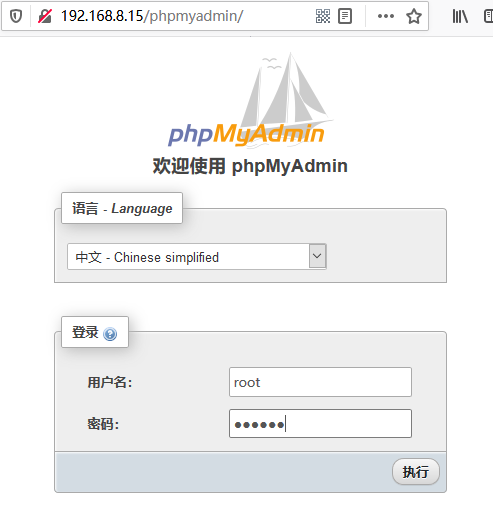 192.168.8.15/phpmyadmin/
phpMyAdmin
欢迎使用 phpMyAdmin
语言 - Language
中文 - Chinese simplified
登录
用户名：
root
密码：
●●●●●●
执行